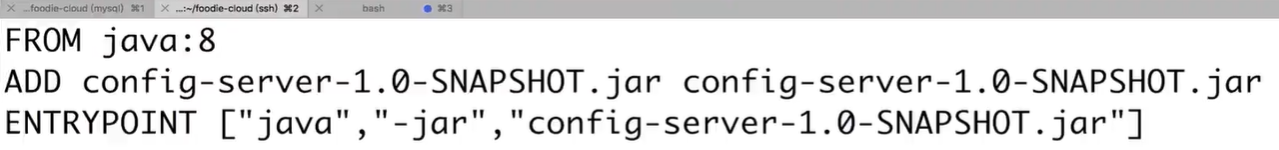 ...foodie-cloud (mysql) ⌘1 ...:~/foodie-cloud (ssh) ⌘2 bash ⌘3
FROM java:8
ADD config-server-1.0-SNAPSHOT.jar config-server-1.0-SNAPSHOT.jar
ENTRYPOINT ["java","-jar","config-server-1.0-SNAPSHOT.jar"]